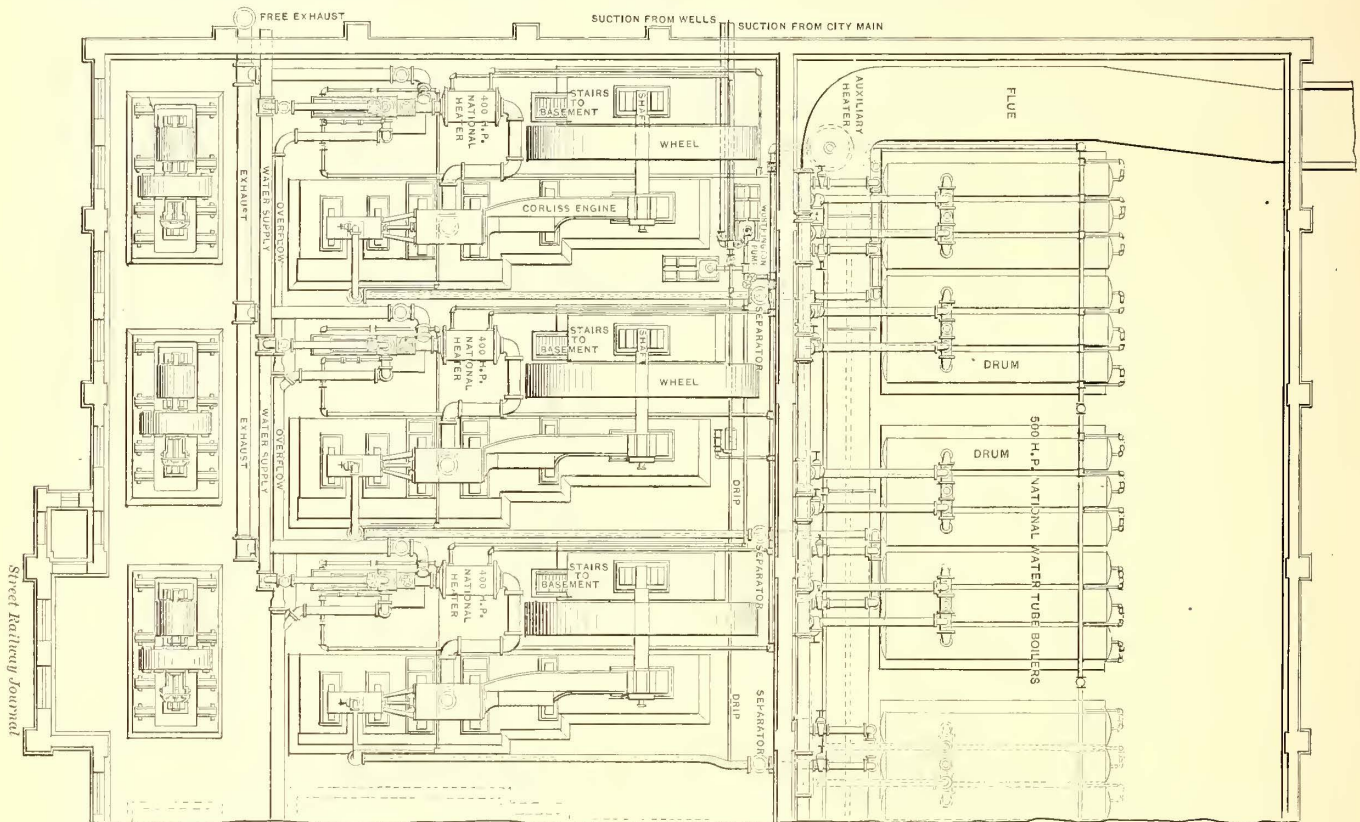 FREE EXHAUST
SUCTION FROM WELLS
SUCTION FROM CITY MAIN
AUXILIARY
HEATER
FLUE
STAIRS
TO
BASEMENT
SHAFT
400 H.P.
NATIONAL
HEATER
WHEEL
EXHAUST
WATER SUPPLY
OVERFLOW
CORLISS ENGINE
WORTHINGTON
PUMP
SEPARATOR
STAIRS
TO
BASEMENT
SHAFT
400 H.P.
NATIONAL
HEATER
WHEEL
DRUM
EXHAUST
WATER SUPPLY
OVERFLOW
DRUM
500 H.P. NATIONAL WATER TUBE BOILERS
DRIP
SEPARATOR
STAIRS
TO
BASEMENT
400 H.P.
NATIONAL
HEATER
DRIP
SEPARATOR
Street Railway Journal